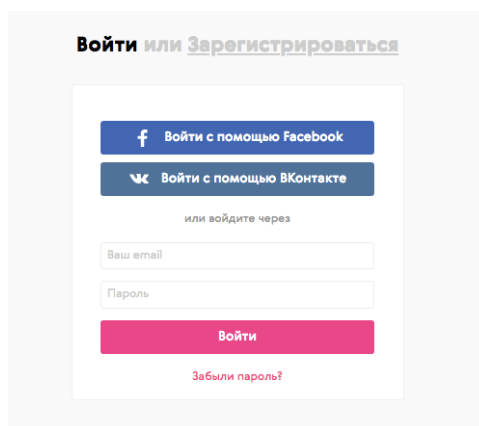 Войти или Зарегистрироваться
Войти с помощью Facebook
Войти с помощью ВКонтакте
или войдите через
Ваш email
Пароль
Войти
Забыли пароль?